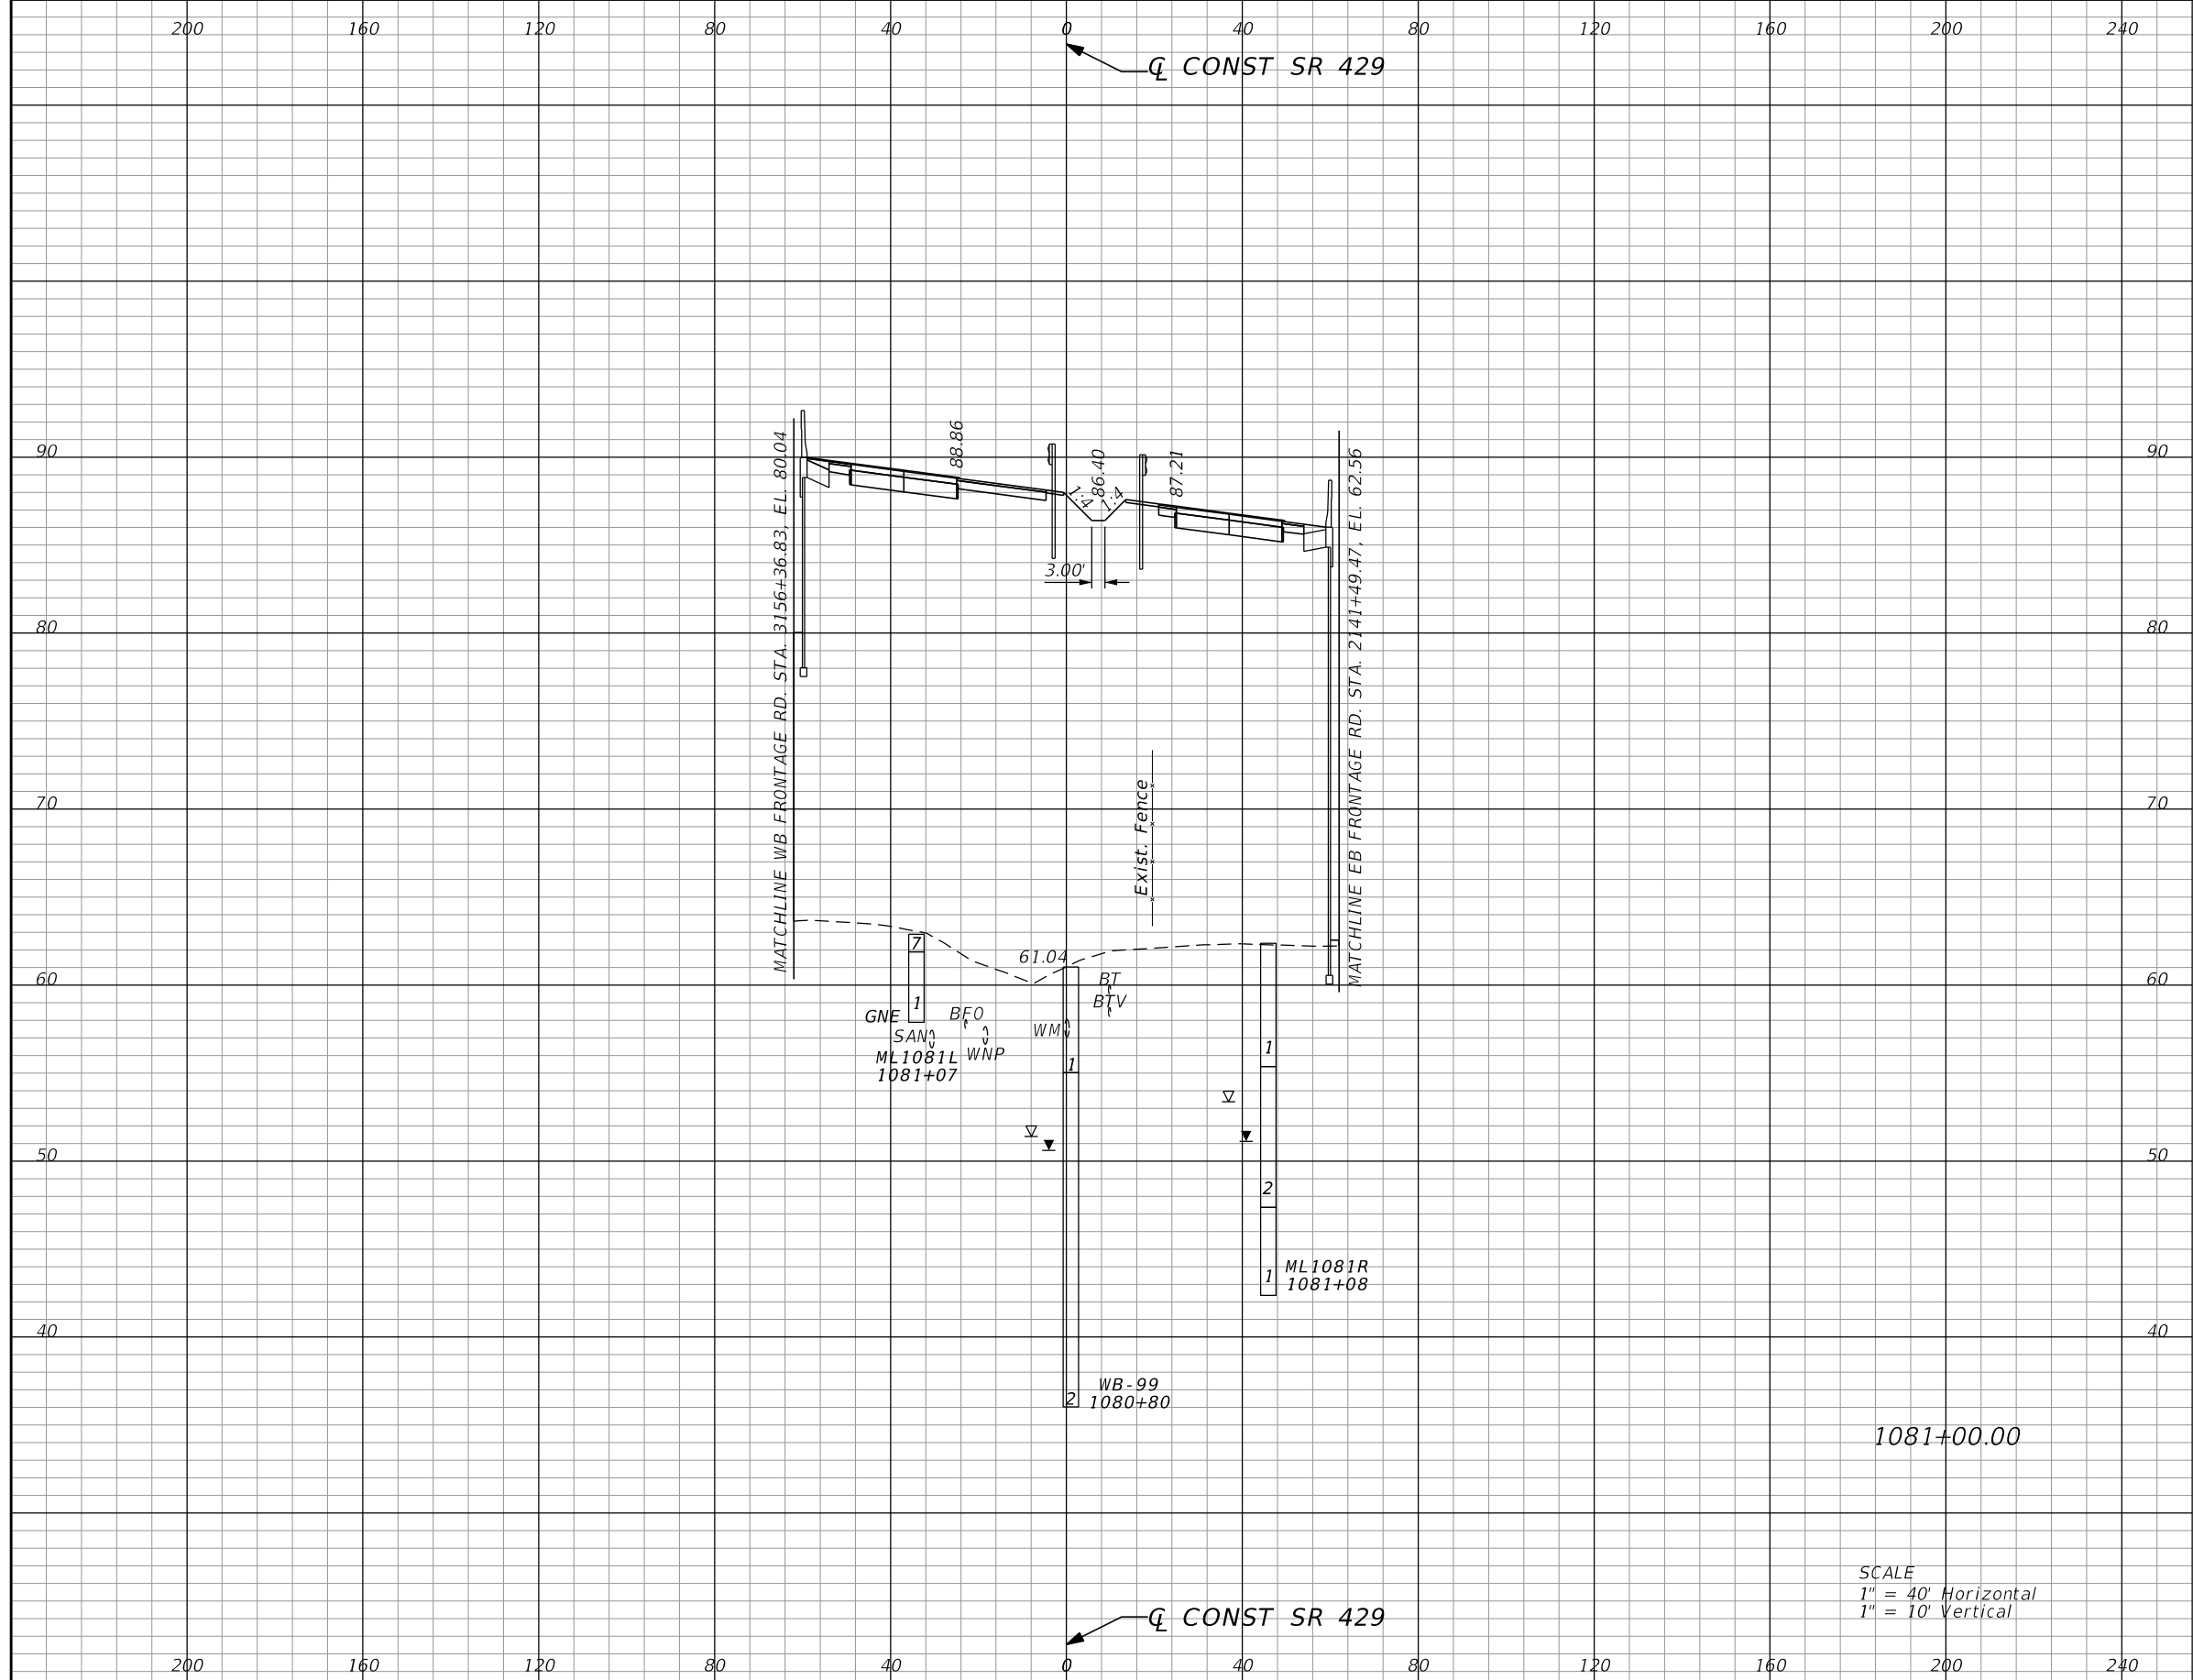 200 160 120 80 40 0 40 80 120 160 200 240
℄ CONST SR 429
90 90
80 80
70 70
60 60
50 50
40 40
MATCHLINE WB FRONTAGE RD. STA. 3156+36.83, EL. 80.04
88.86
1:4
86.40
1:4
87.21
3.00'
MATCHLINE EB FRONTAGE RD. STA. 2141+49.47, EL. 62.56
Exist. Fence
61.04
7
1
GNE
SAN
BFO
WNP
ML1081L
1081+07
WM
BT
BTV
1
2
WB-99
1080+80
1
2
1
ML1081R
1081+08
1081+00.00
SCALE
1" = 40' Horizontal
1" = 10' Vertical
℄ CONST SR 429
200 160 120 80 40 0 40 80 120 160 200 240